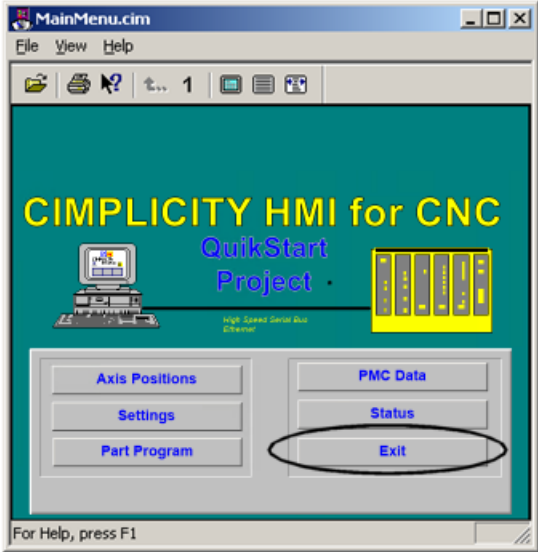 MainMenu.cim
File View Help
1
CIMPLICITY HMI for CNC
QuikStart
Project
High Speed Serial Bus
Ethernet
Axis Positions
PMC Data
Settings
Status
Part Program
Exit
For Help, press F1